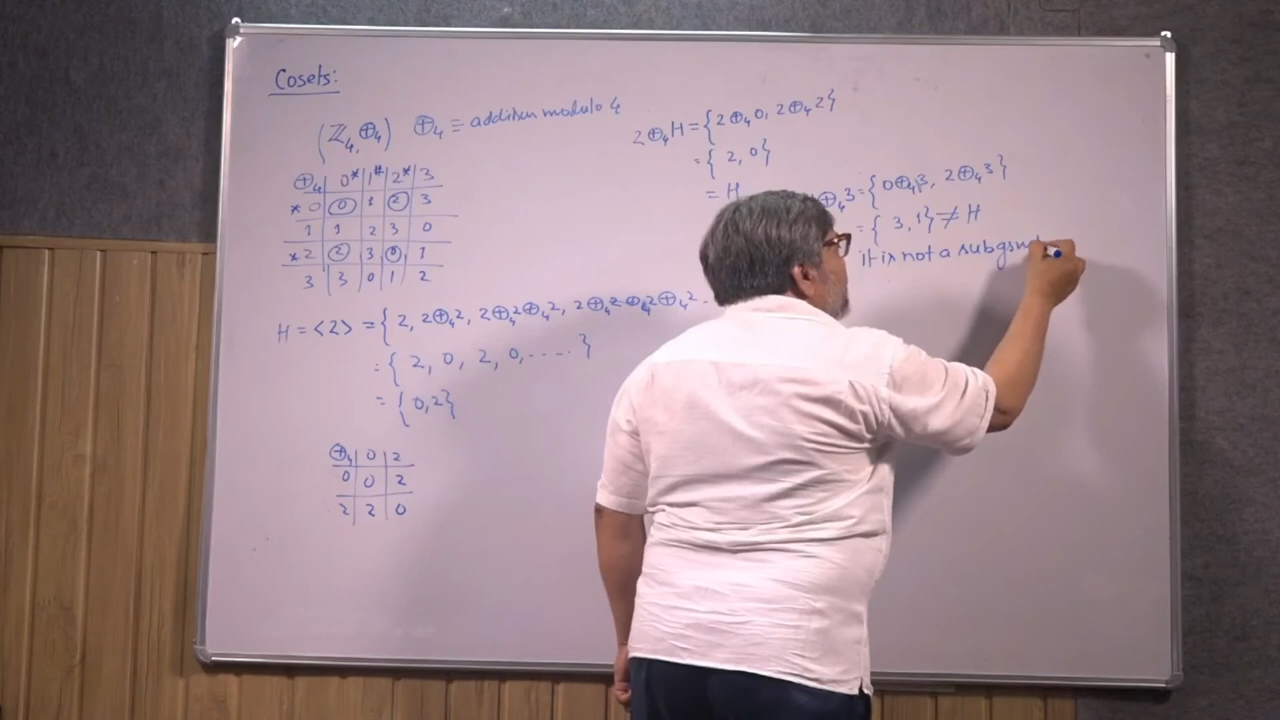 Cosets:
(ℤ₄, ⊕₄) ⊕₄ ≡ addition modulo 4
⊕₄ | 0* | 1# | 2* | 3
* 0 | 0 | 1 | 2 | 3
1 | 1 | 2 | 3 | 0
* 2 | 2 | 3 | 0 | 1
3 | 3 | 0 | 1 | 2
H = <2> = { 2, 2⊕₄2, 2⊕₄2⊕₄2, 2⊕₄2⊕₄2⊕₄2 -
= { 2, 0, 2, 0, ..... }
= { 0, 2}
⊕₄ | 0 | 2
0 | 0 | 2
2 | 2 | 0
2⊕₄H = { 2⊕₄0, 2⊕₄2}
= { 2, 0}
= H
⊕₄3 = {0⊕₄3, 2⊕₄3}
= { 3, 1} ≠ H
it is not a